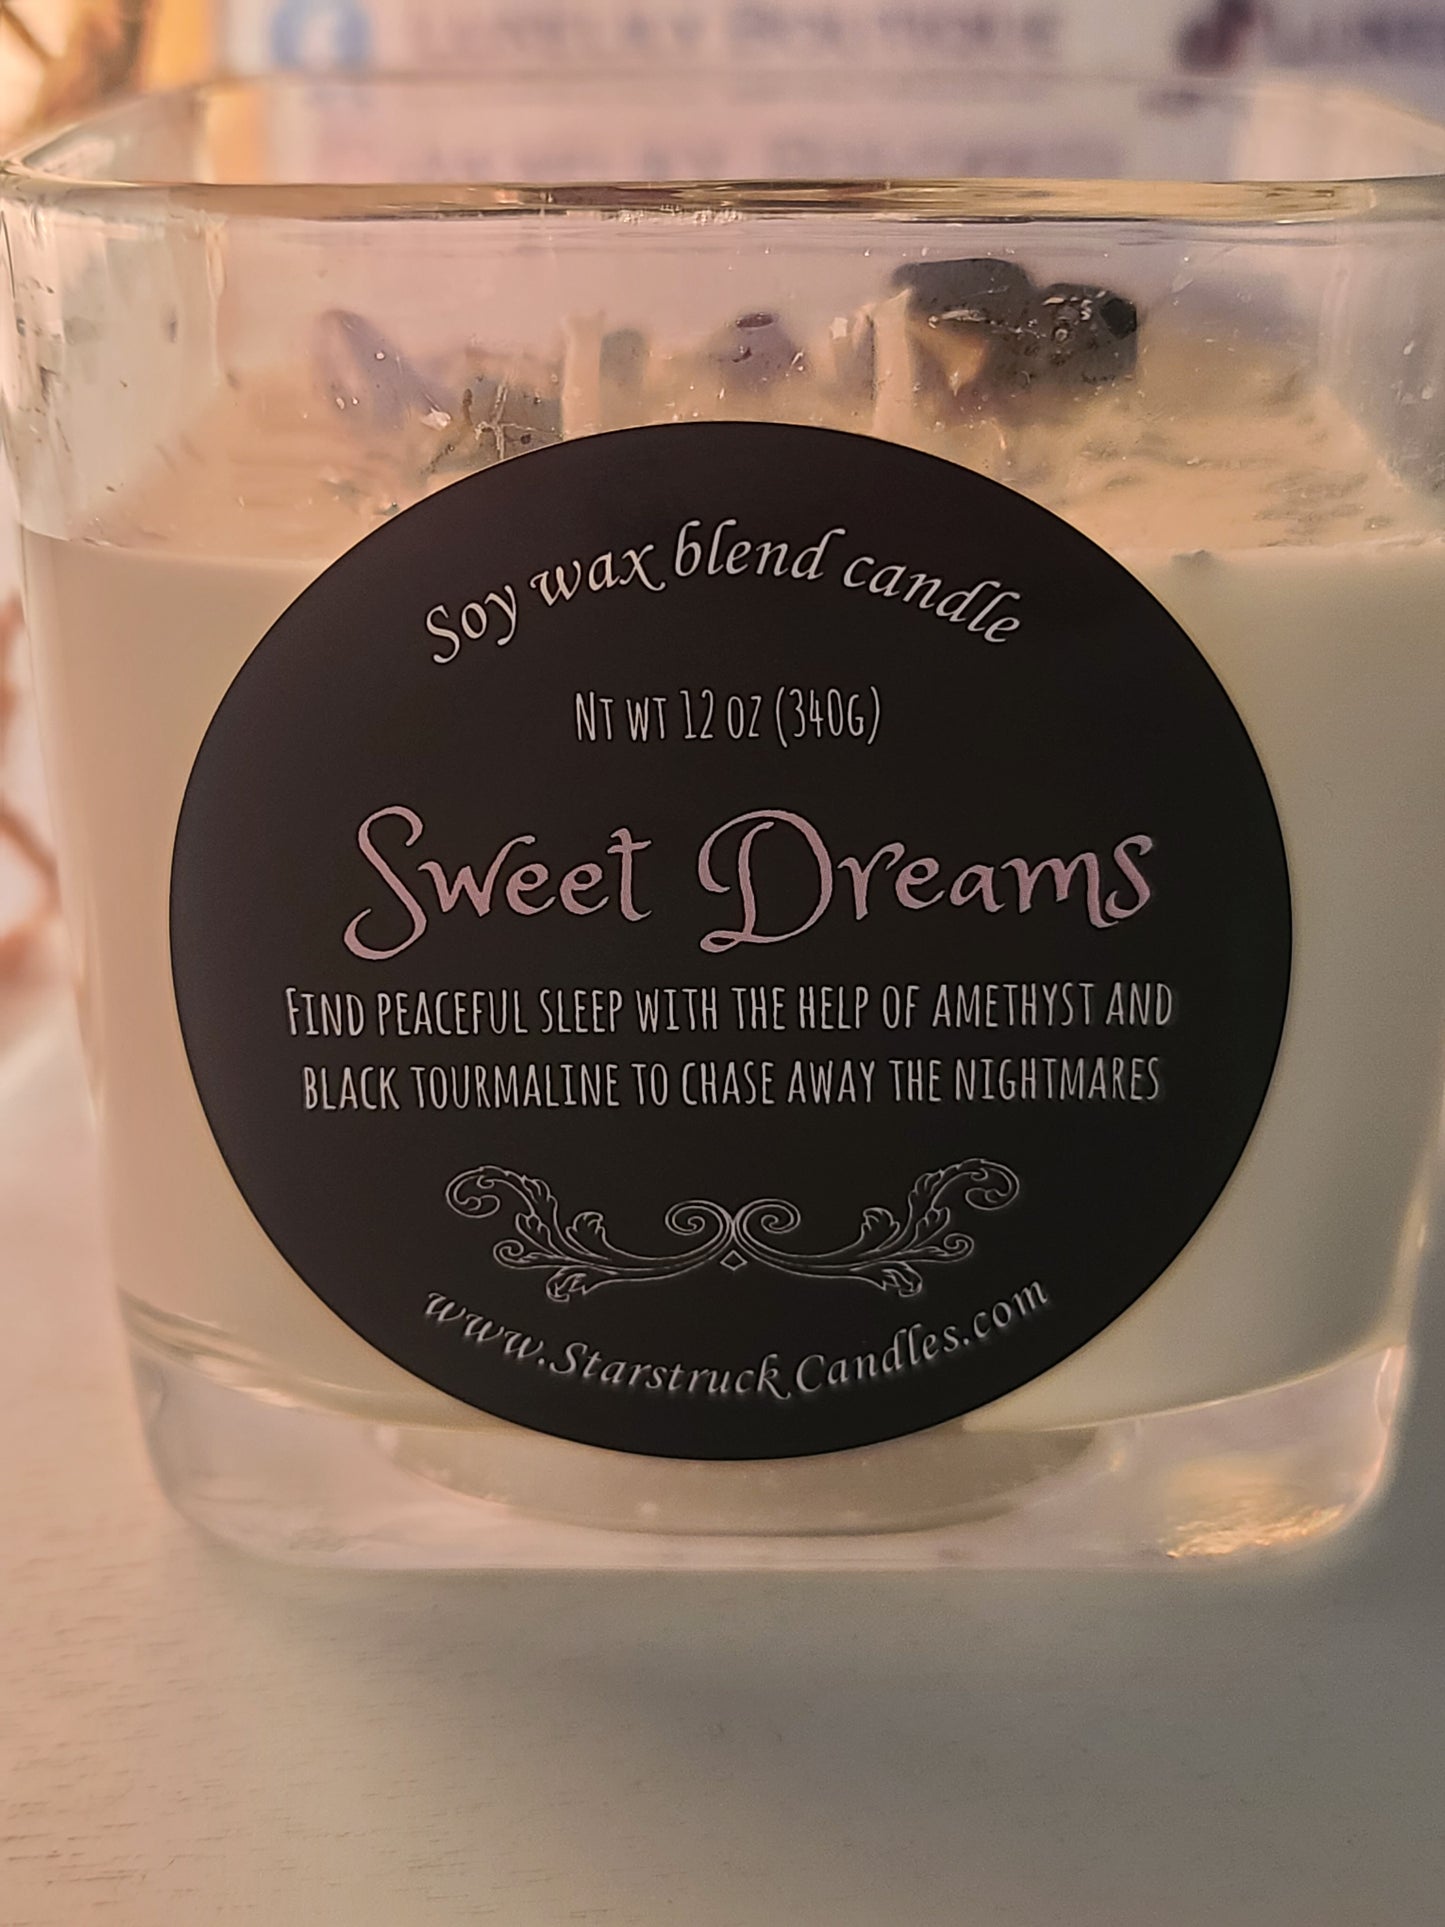 Soy wax blend candle
Nt wt 12 oz (340g)
Sweet Dreams
Find peaceful sleep with the help of amethyst and
black tourmaline to chase away the nightmares
www.StarstruckCandles.com